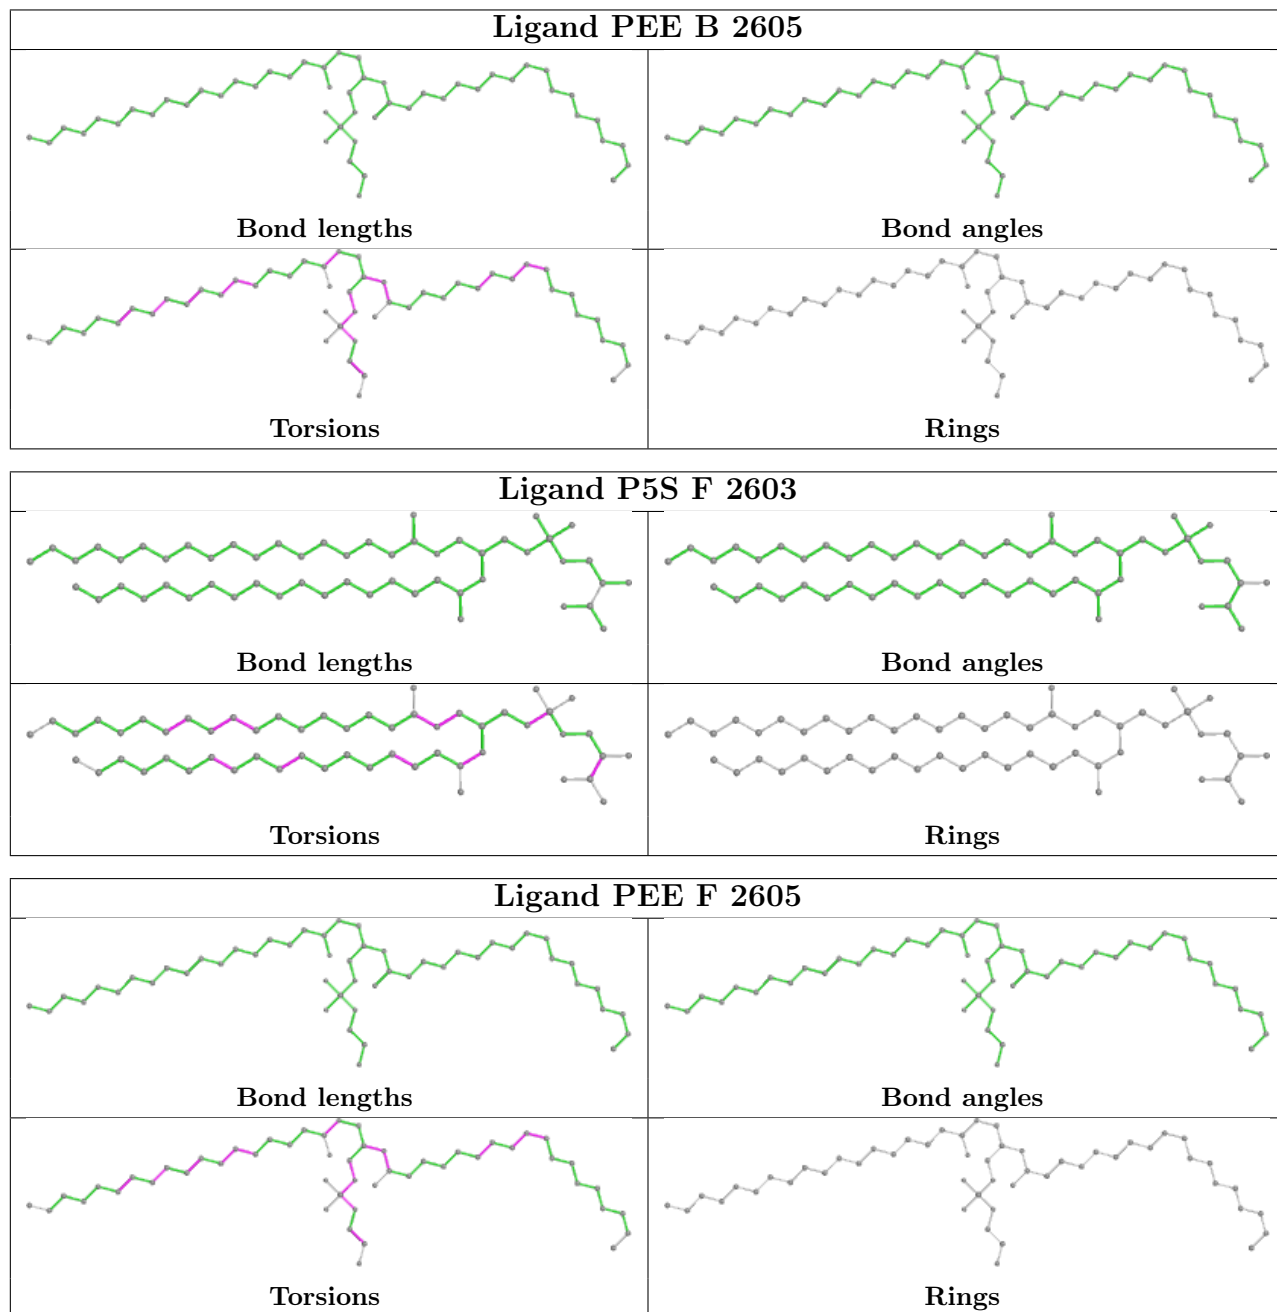 Ligand PEE B 2605
Bond lengths
Bond angles
Torsions
Rings
Ligand P5S F 2603
Bond lengths
Bond angles
Torsions
Rings
Ligand PEE F 2605
Bond lengths
Bond angles
Torsions
Rings